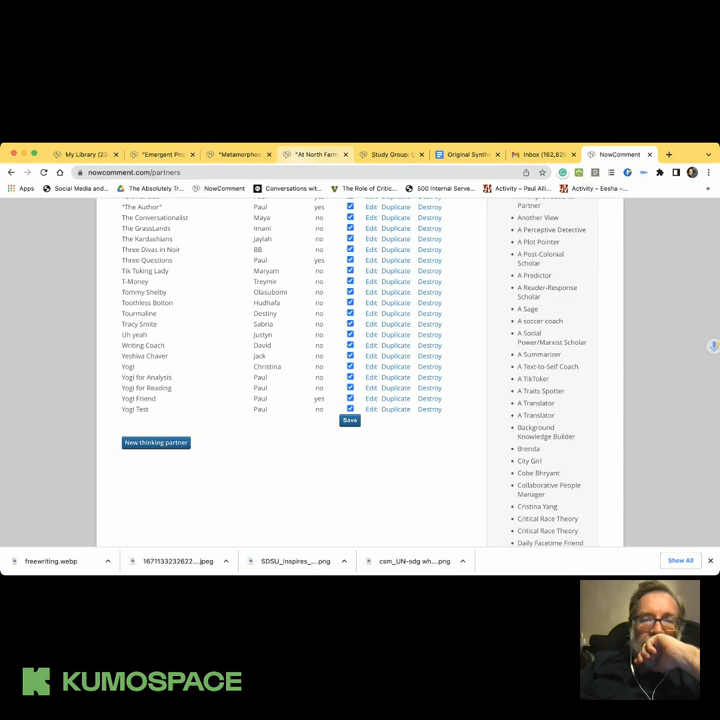 My Library (23
"Emergent Pro
"Metamorphos
"At North Farm
Study Group: C
Original Synth
Inbox (162,82
NowComment
nowcomment.com/partners
Apps
Social Media and...
The Absolutely Tr...
NowComment
Conversations wit...
The Role of Critic...
500 Internal Serve...
Activity – Paul Alli...
Activity – Eesha –...
»
"The Author" Paul yes Edit Duplicate Destroy
The Conversationalist Maya no Edit Duplicate Destroy
The GrassLands Imani no Edit Duplicate Destroy
The Kardashians Jaylah no Edit Duplicate Destroy
Three Divas in Noir BB no Edit Duplicate Destroy
Three Questions Paul yes Edit Duplicate Destroy
Tik Toking Lady Maryam no Edit Duplicate Destroy
T-Money Treymir no Edit Duplicate Destroy
Tommy Shelby Olasubomi no Edit Duplicate Destroy
Toothless Bolton Hudhafa no Edit Duplicate Destroy
Tourmaline Destiny no Edit Duplicate Destroy
Tracy Smite Sabria no Edit Duplicate Destroy
Uh yeah Justyn no Edit Duplicate Destroy
Writing Coach David no Edit Duplicate Destroy
Yeshiva Chaver Jack no Edit Duplicate Destroy
Yogi Christina no Edit Duplicate Destroy
Yogi for Analysis Paul no Edit Duplicate Destroy
Yogi for Reading Paul no Edit Duplicate Destroy
Yogi Friend Paul yes Edit Duplicate Destroy
Yogi Test Paul no Edit Duplicate Destroy
Save
New thinking partner
Partner
Another View
A Perceptive Detective
A Plot Pointer
A Post-Colonial
Scholar
A Predictor
A Reader-Response
Scholar
A Sage
A soccer coach
A Social
Power/Marxist Scholar
A Summarizer
A Text-to-Self Coach
A TikToker
A Traits Spotter
A Translator
A Translator
Background
Knowledge Builder
Brenda
City Girl
Cobe Bhryant
Collaborative People
Manager
Cristina Yang
Critical Race Theory
Critical Race Theory
Daily Facetime Friend
freewriting.webp
1671133232622....jpeg
SDSU_inspires_....png
csm_UN-sdg wh....png
Show All
KUMOSPACE